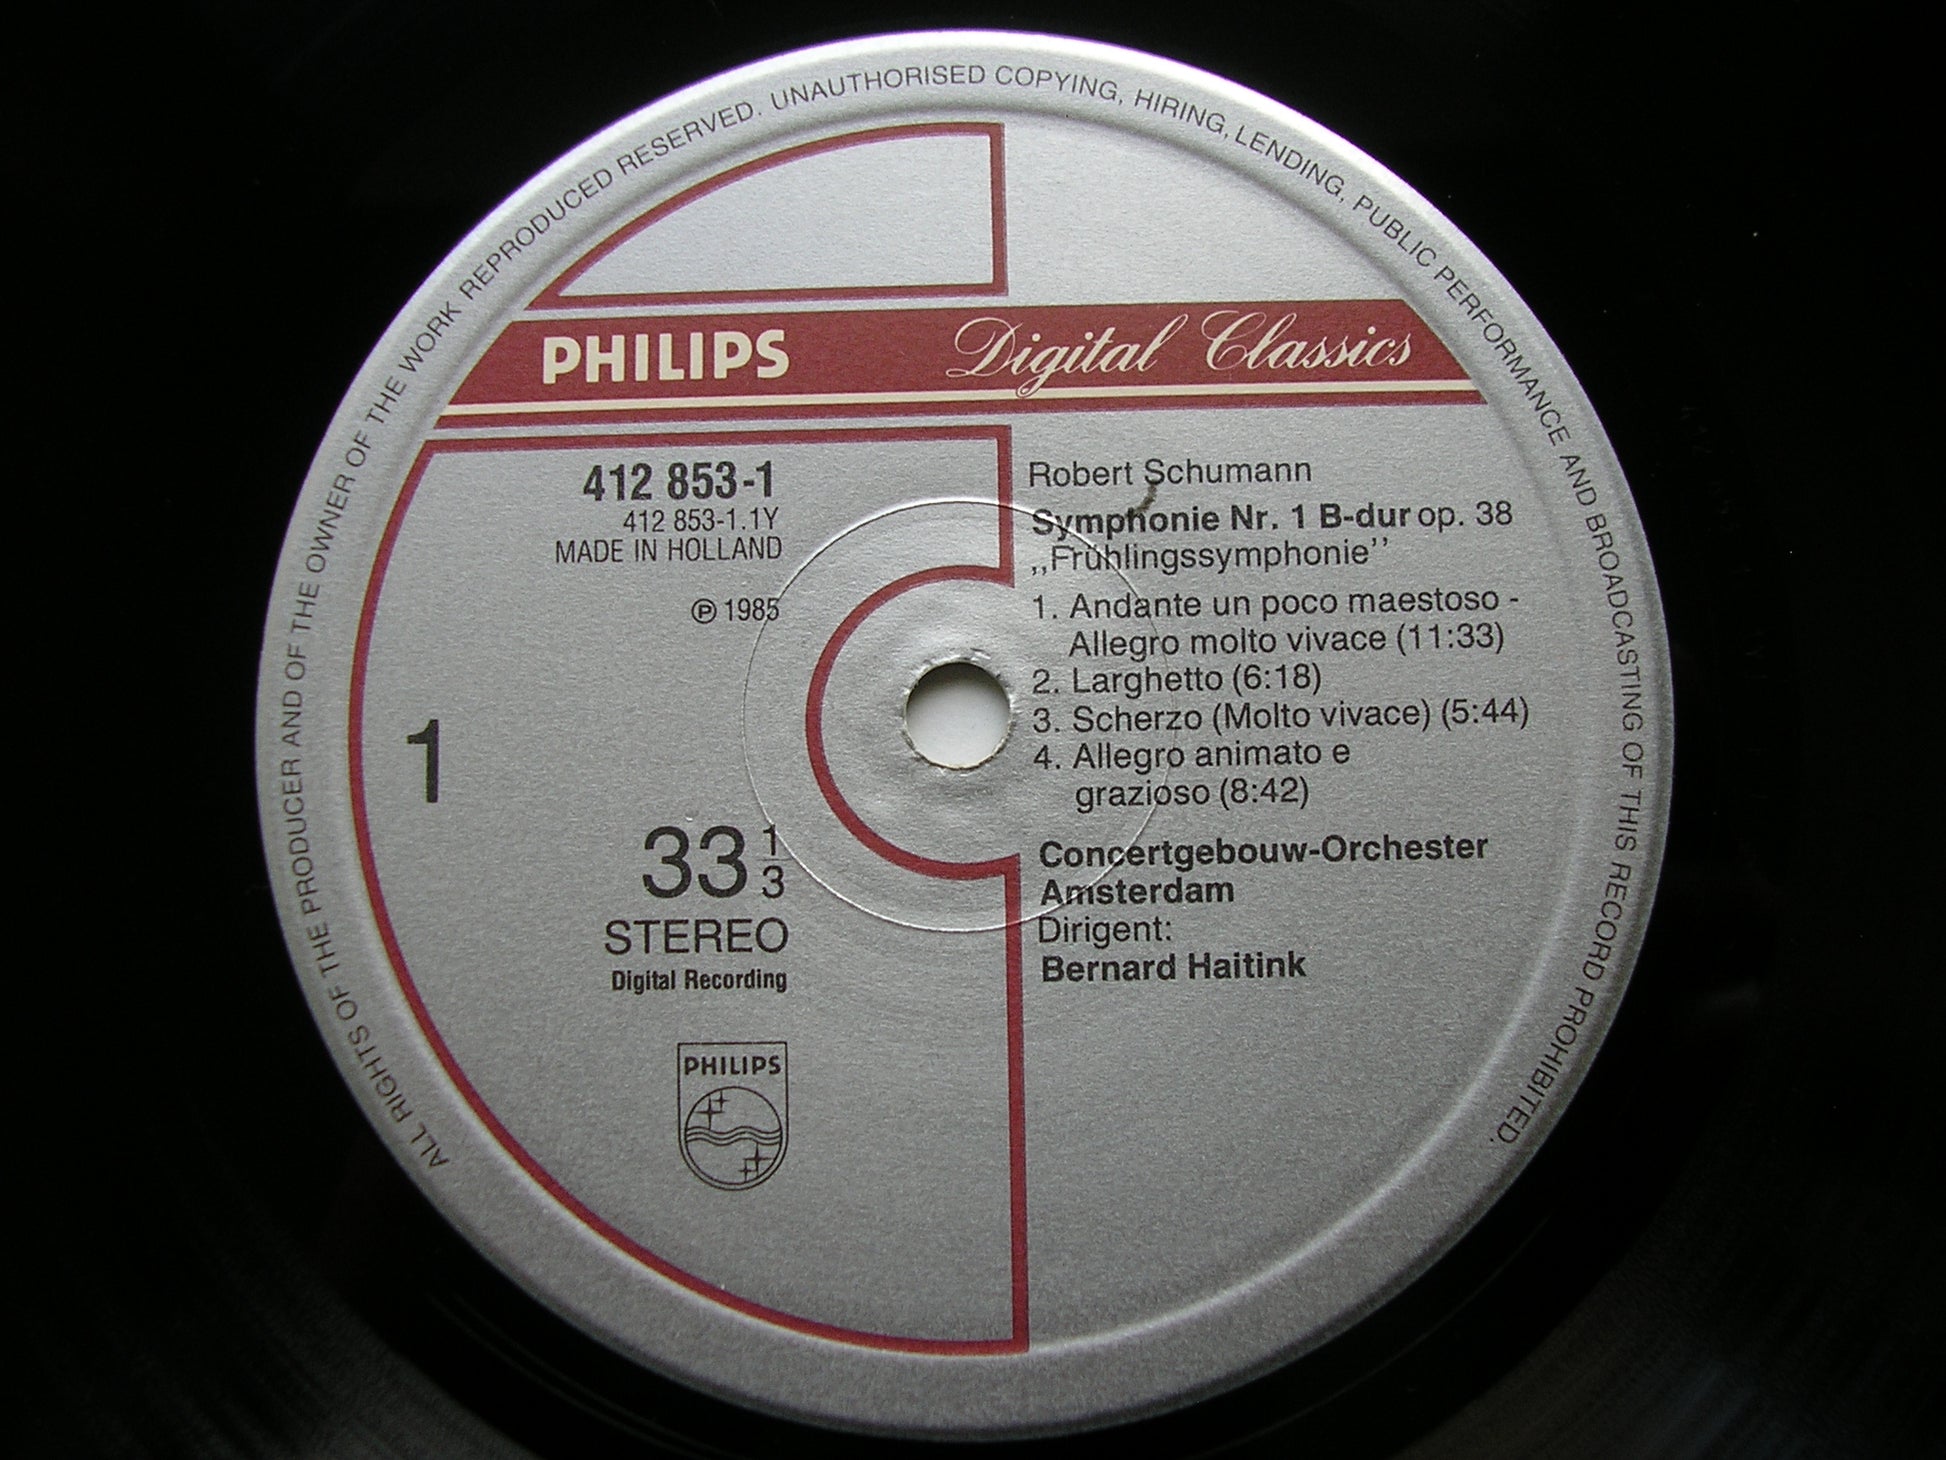 ALL RIGHTS OF THE PRODUCER AND OF THE OWNER OF THE WORK REPRODUCED RESERVED. UNAUTHORISED COPYING, HIRING, LENDING, PUBLIC PERFORMANCE AND BROADCASTING OF THIS RECORD PROHIBITED.
PHILIPS Digital Classics
412 853-1
412 853-1.1Y
MADE IN HOLLAND
℗ 1985
1
33 1/3
STEREO
Digital Recording
PHILIPS
Robert Schumann
Symphonie Nr. 1 B-dur op. 38
„Frühlingssymphonie’’
1. Andante un poco maestoso -
Allegro molto vivace (11:33)
2. Larghetto (6:18)
3. Scherzo (Molto vivace) (5:44)
4. Allegro animato e
grazioso (8:42)
Concertgebouw-Orchester
Amsterdam
Dirigent:
Bernard Haitink